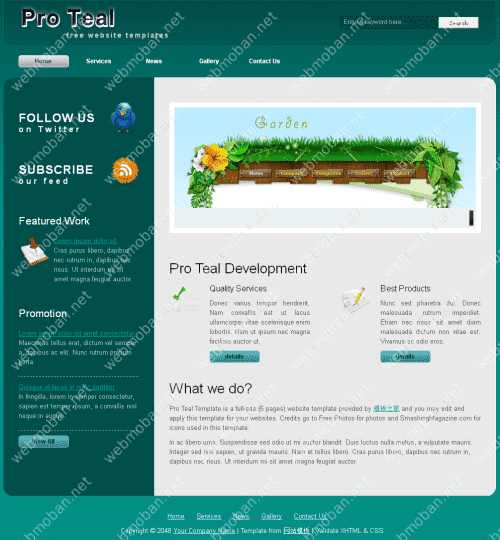 Pro Teal
free website templates
Enter keyword here...
Search
Home Services News Gallery Contact Us
FOLLOW US
on Twitter
SUBSCRIBE
our feed
Featured Work
Lorem ipsum dolor sit
Cras purus libero, dapibus
nec rutrum in, dapibus nec
risus. Ut interdum mi sit
amet magna feugiat auctor.
Promotion
Lorem ipsum dolor sit amet consectetur
Maecenas tellus erat, dictum vel semper
a, dapibus ac elit. Nunc rutrum pretium
porta.
Quisque id lacus in nunc porttitor
In fringilla, lorem in semper consectetur,
sapien est tempor ipsum, a convallis nisl
neque in augue.
View All
Garden
Home Company Gallery Contact
Pro Teal Development
Quality Services
Donec varius tempor hendrerit.
Nam convallis est ut lacus
ullamcorper vitae scelerisque enim
lobortis. Nam ut ipsum nec magna
facilisis auctor ut.
details
Best Products
Nunc sed pharetra dui. Donec
malesuada rutrum imperdiet.
Etiam nec risus sit amet diam
malesuada dictum non vitae est.
Vivamus ac odio eros.
details
What we do?
Pro Teal Template is a full-site (5 pages) website template provided by 模板之家 and you may edit and
apply this template for your websites. Credits go to Free Photos for photos and SmashingMagazine.com for
icons used in this template.
In ac libero urna. Suspendisse sed odio ut mi auctor blandit. Duis luctus nulla metus, a vulputate mauris.
Integer sed nisi sapien, ut gravida mauris. Nam et tellus libero. Cras purus libero, dapibus nec rutrum in,
dapibus nec risus. Ut interdum mi sit amet magna feugiat auctor.
Home Services News Gallery Contact Us
Copyright © 2048 Your Company Name | Template from 网站模板 | Validate XHTML & CSS
webmoban.net